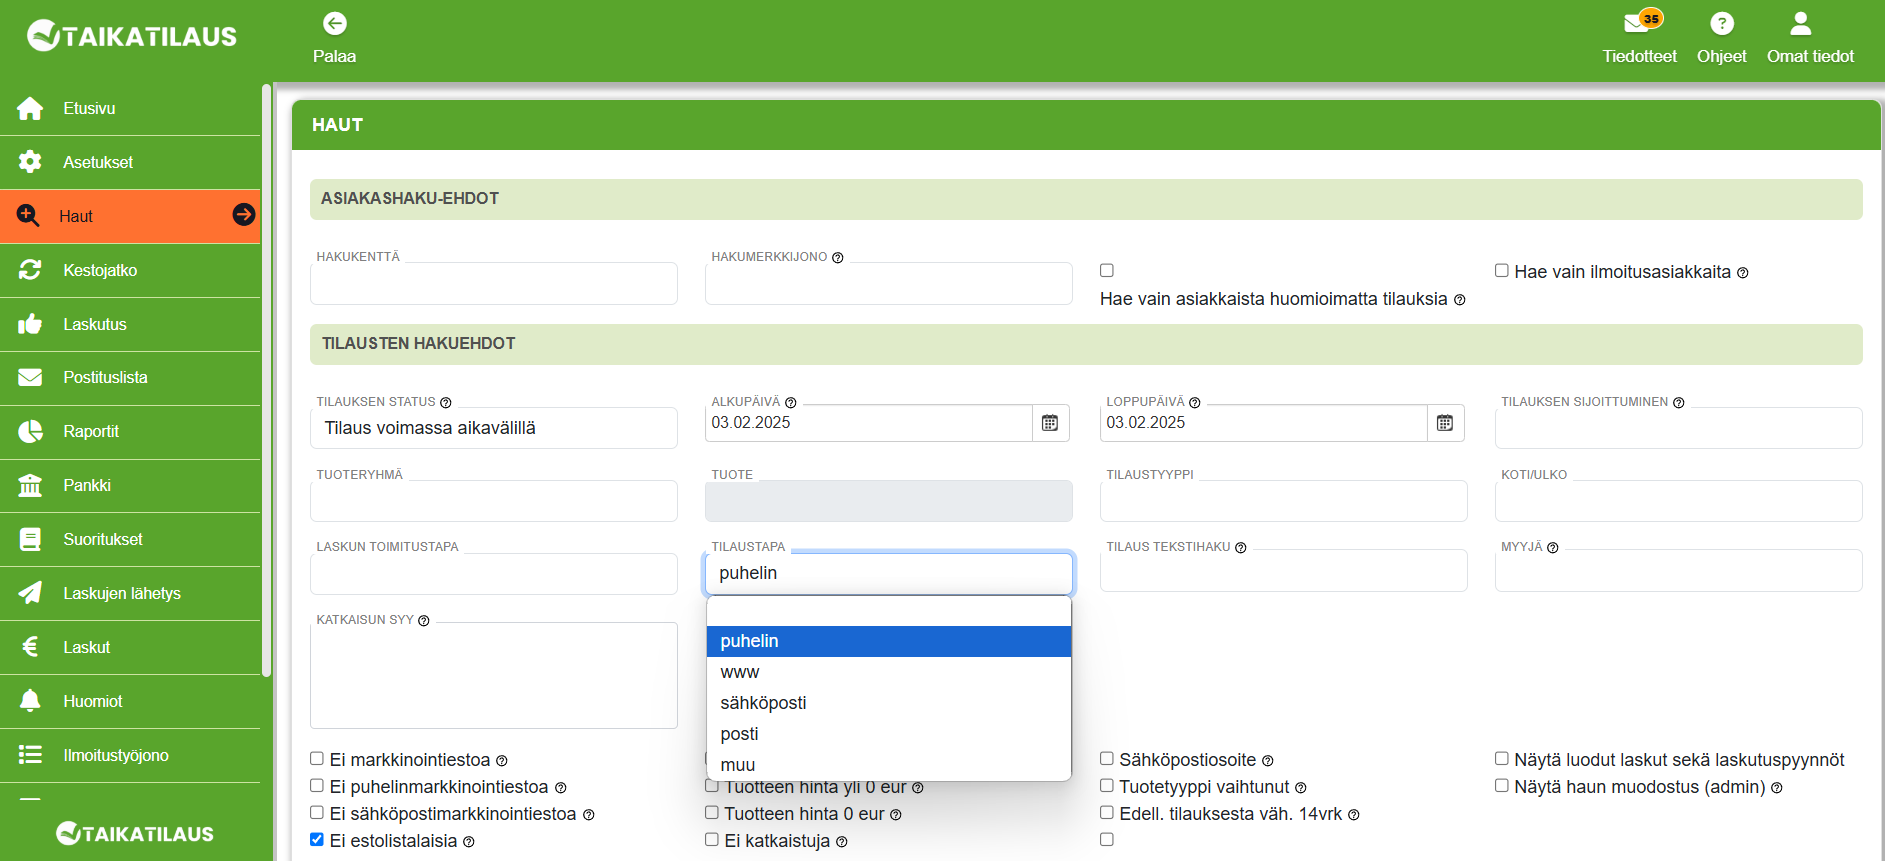 TAIKATILAUS
Palaa
35
Tiedotteet
Ohjeet
Omat tiedot
Etusivu
Asetukset
Haut
Kestojatko
Laskutus
Postituslista
Raportit
Pankki
Suoritukset
Laskujen lähetys
Laskut
Huomiot
Ilmoitustyöjono
TAIKATILAUS
HAUT
ASIAKASHAKU-EHDOT
HAKUKENTTÄ
HAKUMERKKIJONO
Hae vain asiakkaista huomioimatta tilauksia
Hae vain ilmoitusasiakkaita
TILAUSTEN HAKUEHDOT
TILAUKSEN STATUS
Tilaus voimassa aikavälillä
ALKUPÄIVÄ
03.02.2025
LOPPUPÄIVÄ
03.02.2025
TILAUKSEN SIJOITTUMINEN
TUOTERYHMÄ
TUOTE
TILAUSTYYPPI
KOTI/ULKO
LASKUN TOIMITUSTAPA
TILAUSTAPA
puhelin
TILAUS TEKSTIHAKU
MYYJÄ
KATKAISUN SYY
puhelin
www
sähköposti
posti
muu
Ei markkinointiestoa
Sähköpostiosoite
Näytä luodut laskut sekä laskutuspyynnöt
Ei puhelinmarkkinointiestoa
Tuotteen hinta yli 0 eur
Tuotetyyppi vaihtunut
Näytä haun muodostus (admin)
Ei sähköpostimarkkinointiestoa
Tuotteen hinta 0 eur
Edell. tilauksesta väh. 14vrk
Ei estolistalaisia
Ei katkaistuja